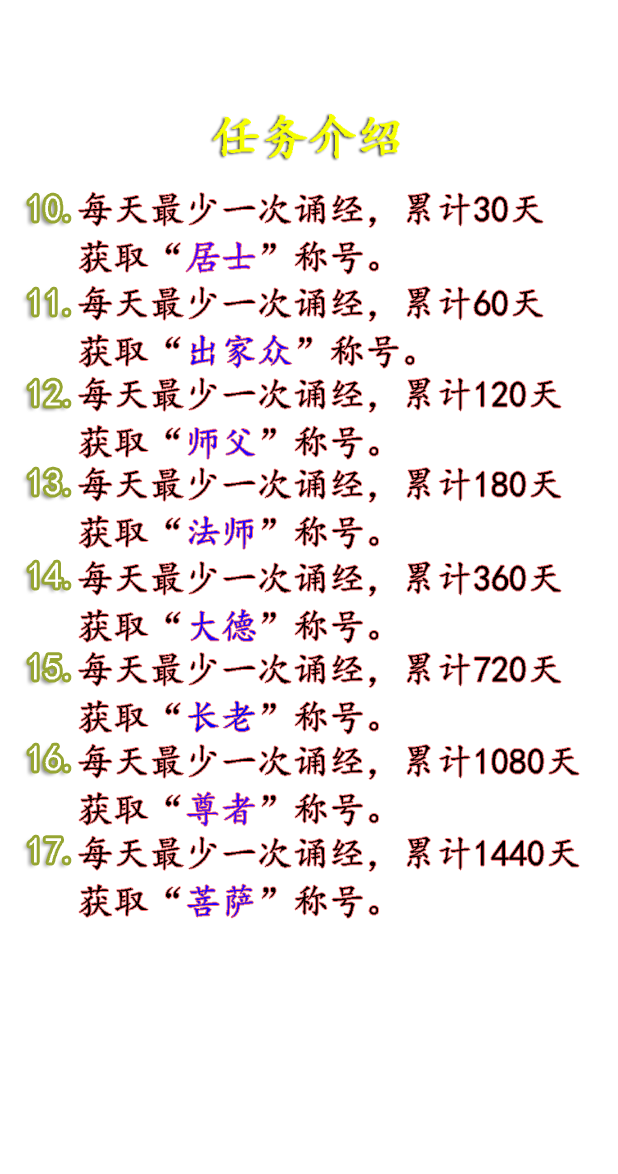 任务介绍
10.每天最少一次诵经，累计30天
获取“居士”称号。
11.每天最少一次诵经，累计60天
获取“出家众”称号。
12.每天最少一次诵经，累计120天
获取“师父”称号。
13.每天最少一次诵经，累计180天
获取“法师”称号。
14.每天最少一次诵经，累计360天
获取“大德”称号。
15.每天最少一次诵经，累计720天
获取“长老”称号。
16.每天最少一次诵经，累计1080天
获取“尊者”称号。
17.每天最少一次诵经，累计1440天
获取“菩萨”称号。